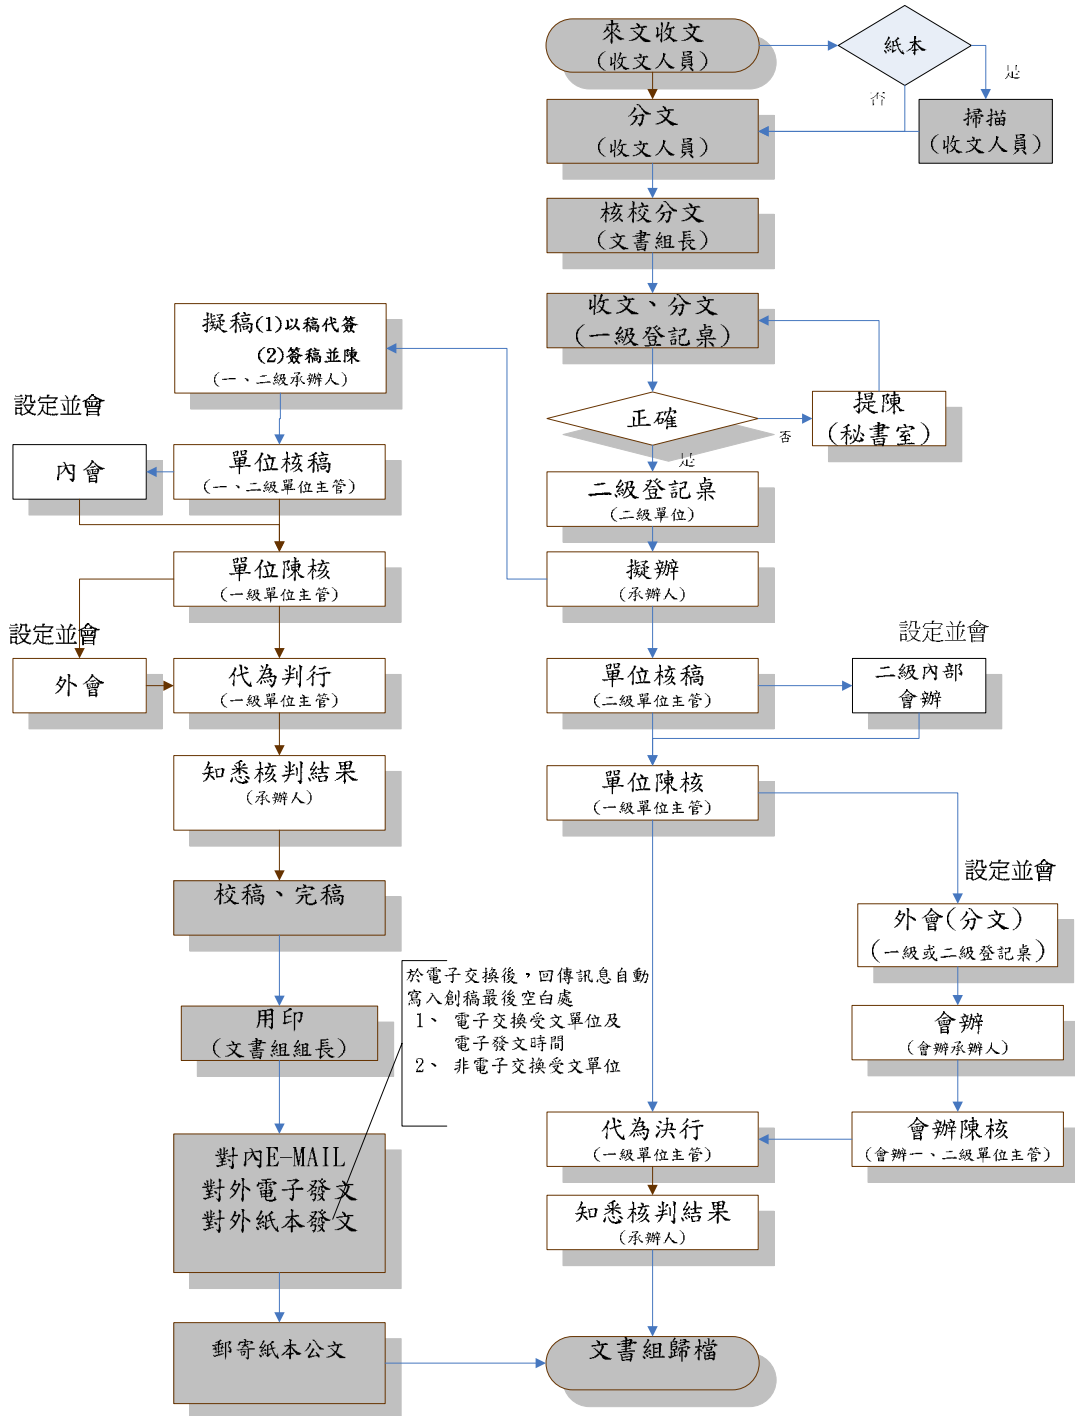 來文收文
(收文人員)
紙本
是
否
掃描
(收文人員)
分文
(收文人員)
核校分文
(文書組長)
收文、分文
(一級登記桌)
正確
否
提陳
(秘書室)
是
二級登記桌
(二級單位)
擬辦
(承辦人)
單位核稿
(二級單位主管)
設定並會
二級內部
會辦
單位陳核
(一級單位主管)
設定並會
外會(分文)
(一級或二級登記桌)
會辦
(會辦承辦人)
會辦陳核
(會辦一、二級單位主管)
代為決行
(一級單位主管)
知悉核判結果
(承辦人)
文書組歸檔
擬稿(1)以稿代簽
(2)簽稿並陳
(一、二級承辦人)
設定並會
內會
單位核稿
(一、二級單位主管)
單位陳核
(一級單位主管)
設定並會
外會
代為判行
(一級單位主管)
知悉核判結果
(承辦人)
校稿、完稿
用印
(文書組組長)
於電子交換後，回傳訊息自動
寫入創稿最後空白處
1、 電子交換受文單位及
電子發文時間
2、 非電子交換受文單位
對內E-MAIL
對外電子發文
對外紙本發文
郵寄紙本公文